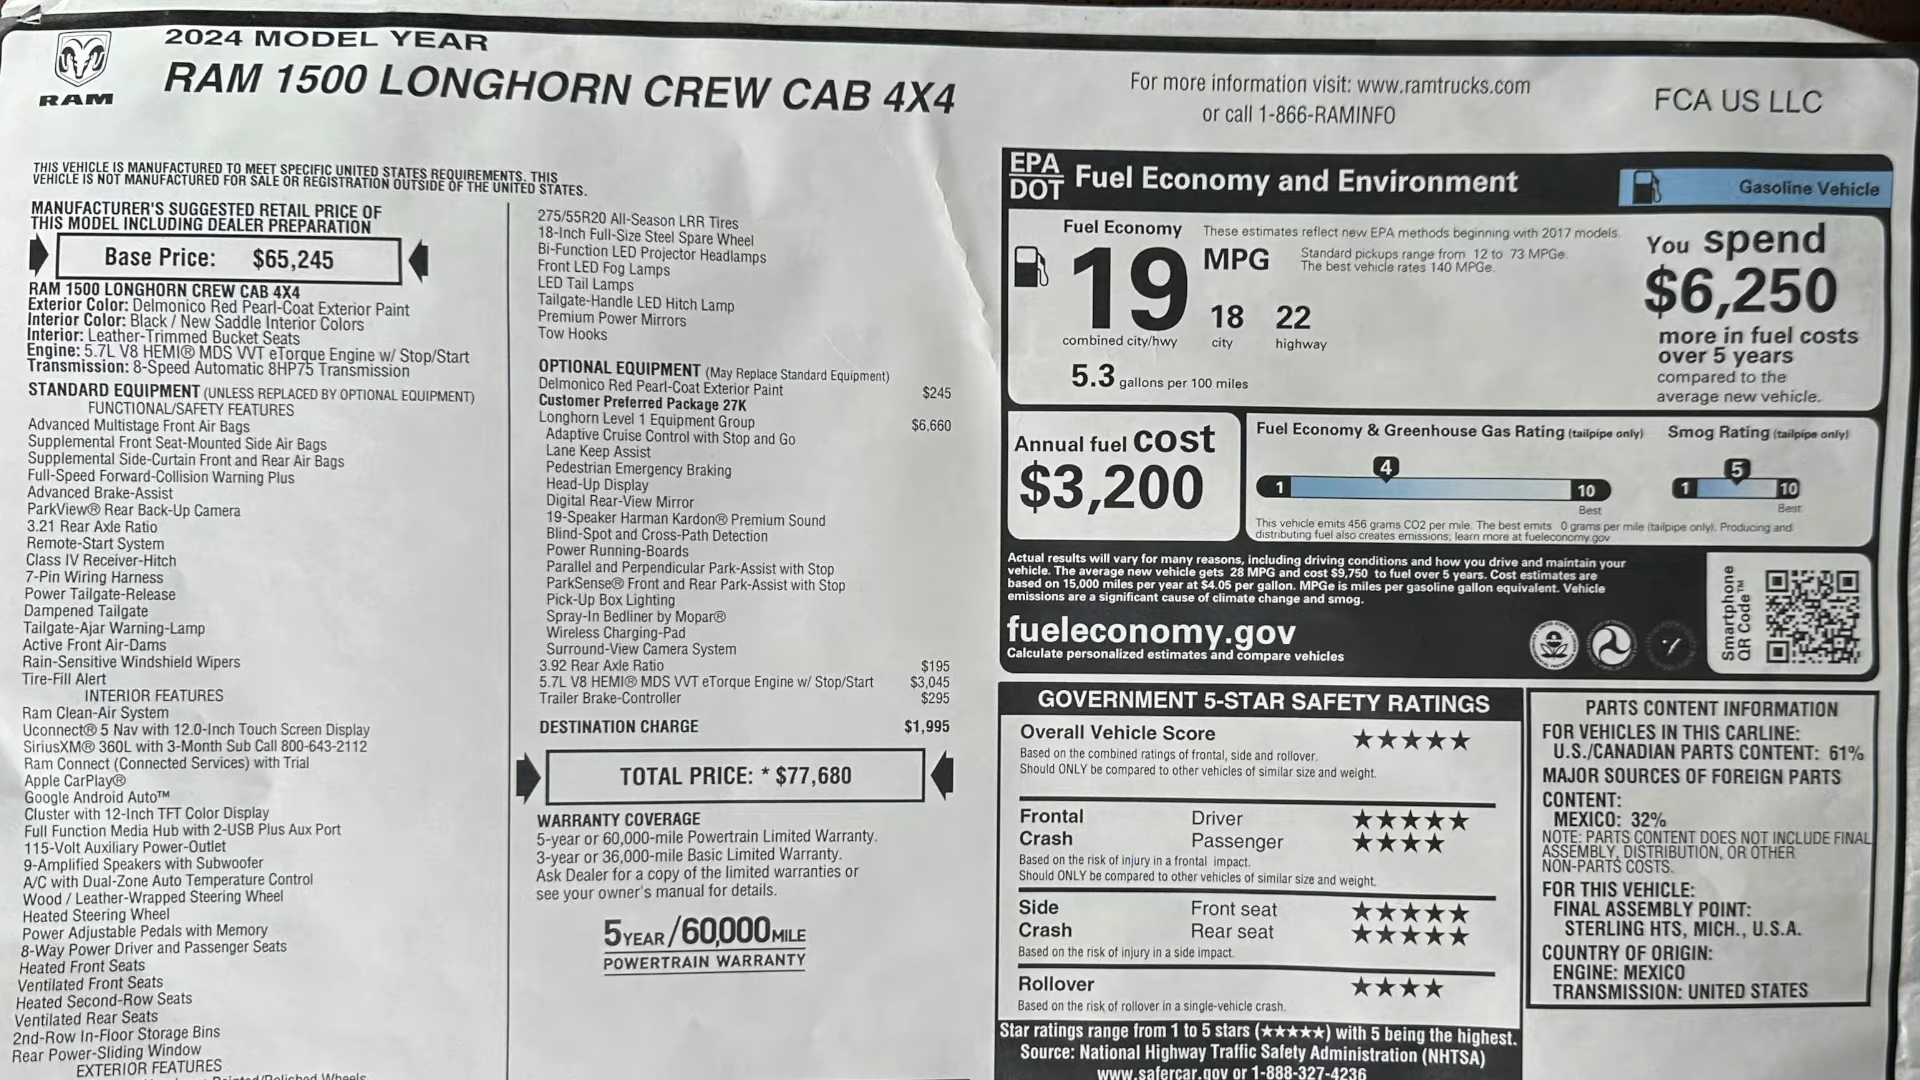 2024 MODEL YEAR
RAM 1500 LONGHORN CREW CAB 4X4
RAM
For more information visit: www.ramtrucks.com
or call 1-866-RAMINFO
FCA US LLC
THIS VEHICLE IS MANUFACTURED TO MEET SPECIFIC UNITED STATES REQUIREMENTS. THIS
VEHICLE IS NOT MANUFACTURED FOR SALE OR REGISTRATION OUTSIDE OF THE UNITED STATES.
MANUFACTURER'S SUGGESTED RETAIL PRICE OF
THIS MODEL INCLUDING DEALER PREPARATION
Base Price: $65,245
RAM 1500 LONGHORN CREW CAB 4X4
Exterior Color: Delmonico Red Pearl-Coat Exterior Paint
Interior Color: Black / New Saddle Interior Colors
Interior: Leather-Trimmed Bucket Seats
Engine: 5.7L V8 HEMI® MDS VVT eTorque Engine w/ Stop/Start
Transmission: 8-Speed Automatic 8HP75 Transmission
STANDARD EQUIPMENT (UNLESS REPLACED BY OPTIONAL EQUIPMENT)
FUNCTIONAL/SAFETY FEATURES
Advanced Multistage Front Air Bags
Supplemental Front Seat-Mounted Side Air Bags
Supplemental Side-Curtain Front and Rear Air Bags
Full-Speed Forward-Collision Warning Plus
Advanced Brake-Assist
ParkView® Rear Back-Up Camera
3.21 Rear Axle Ratio
Remote-Start System
Class IV Receiver-Hitch
7-Pin Wiring Harness
Power Tailgate-Release
Dampened Tailgate
Tailgate-Ajar Warning-Lamp
Active Front Air-Dams
Rain-Sensitive Windshield Wipers
Tire-Fill Alert
INTERIOR FEATURES
Ram Clean-Air System
Uconnect® 5 Nav with 12.0-Inch Touch Screen Display
SiriusXM® 360L with 3-Month Sub Call 800-643-2112
Ram Connect (Connected Services) with Trial
Apple CarPlay®
Google Android Auto™
Cluster with 12-Inch TFT Color Display
Full Function Media Hub with 2-USB Plus Aux Port
115-Volt Auxiliary Power-Outlet
9-Amplified Speakers with Subwoofer
A/C with Dual-Zone Auto Temperature Control
Wood / Leather-Wrapped Steering Wheel
Heated Steering Wheel
Power Adjustable Pedals with Memory
8-Way Power Driver and Passenger Seats
Heated Front Seats
Ventilated Front Seats
Heated Second-Row Seats
Ventilated Rear Seats
2nd-Row In-Floor Storage Bins
Rear Power-Sliding Window
EXTERIOR FEATURES
275/55R20 All-Season LRR Tires
18-Inch Full-Size Steel Spare Wheel
Bi-Function LED Projector Headlamps
Front LED Fog Lamps
LED Tail Lamps
Tailgate-Handle LED Hitch Lamp
Premium Power Mirrors
Tow Hooks
OPTIONAL EQUIPMENT (May Replace Standard Equipment)
Delmonico Red Pearl-Coat Exterior Paint $245
Customer Preferred Package 27K
Longhorn Level 1 Equipment Group $6,660
Adaptive Cruise Control with Stop and Go
Lane Keep Assist
Pedestrian Emergency Braking
Head-Up Display
Digital Rear-View Mirror
19-Speaker Harman Kardon® Premium Sound
Blind-Spot and Cross-Path Detection
Power Running-Boards
Parallel and Perpendicular Park-Assist with Stop
ParkSense® Front and Rear Park-Assist with Stop
Pick-Up Box Lighting
Spray-In Bedliner by Mopar®
Wireless Charging-Pad
Surround-View Camera System
3.92 Rear Axle Ratio $195
5.7L V8 HEMI® MDS VVT eTorque Engine w/ Stop/Start $3,045
Trailer Brake-Controller $295
DESTINATION CHARGE $1,995
TOTAL PRICE: * $77,680
WARRANTY COVERAGE
5-year or 60,000-mile Powertrain Limited Warranty.
3-year or 36,000-mile Basic Limited Warranty.
Ask Dealer for a copy of the limited warranties or
see your owner's manual for details.
5 YEAR/60,000 MILE
POWERTRAIN WARRANTY
EPA
DOT
Fuel Economy and Environment
Gasoline Vehicle
Fuel Economy
These estimates reflect new EPA methods beginning with 2017 models.
19 MPG
Standard pickups range from 12 to 73 MPGe.
The best vehicle rates 140 MPGe.
18 22
combined city/hwy city highway
5.3 gallons per 100 miles
You spend
$6,250
more in fuel costs
over 5 years
compared to the
average new vehicle.
Annual fuel cost
$3,200
Fuel Economy & Greenhouse Gas Rating (tailpipe only)
4
1 10
Best
Smog Rating (tailpipe only)
5
1 10
Best
This vehicle emits 456 grams CO2 per mile. The best emits 0 grams per mile (tailpipe only). Producing and
distributing fuel also creates emissions; learn more at fueleconomy.gov
Actual results will vary for many reasons, including driving conditions and how you drive and maintain your
vehicle. The average new vehicle gets 28 MPG and cost $9,750 to fuel over 5 years. Cost estimates are
based on 15,000 miles per year at $4.05 per gallon. MPGe is miles per gasoline gallon equivalent. Vehicle
emissions are a significant cause of climate change and smog.
fueleconomy.gov
Calculate personalized estimates and compare vehicles
Smartphone
QR Code™
GOVERNMENT 5-STAR SAFETY RATINGS
Overall Vehicle Score ★★★★★
Based on the combined ratings of frontal, side and rollover.
Should ONLY be compared to other vehicles of similar size and weight.
Frontal Driver ★★★★★
Crash Passenger ★★★★
Based on the risk of injury in a frontal impact.
Should ONLY be compared to other vehicles of similar size and weight.
Side Front seat ★★★★★
Crash Rear seat ★★★★★
Based on the risk of injury in a side impact.
Rollover ★★★★
Based on the risk of rollover in a single-vehicle crash.
Star ratings range from 1 to 5 stars (★★★★★) with 5 being the highest.
Source: National Highway Traffic Safety Administration (NHTSA)
www.safercar.gov or 1-888-327-4236
PARTS CONTENT INFORMATION
FOR VEHICLES IN THIS CARLINE:
U.S./CANADIAN PARTS CONTENT: 61%
MAJOR SOURCES OF FOREIGN PARTS
CONTENT:
MEXICO: 32%
NOTE: PARTS CONTENT DOES NOT INCLUDE FINAL
ASSEMBLY, DISTRIBUTION, OR OTHER
NON-PARTS COSTS.
FOR THIS VEHICLE:
FINAL ASSEMBLY POINT:
STERLING HTS, MICH., U.S.A.
COUNTRY OF ORIGIN:
ENGINE: MEXICO
TRANSMISSION: UNITED STATES